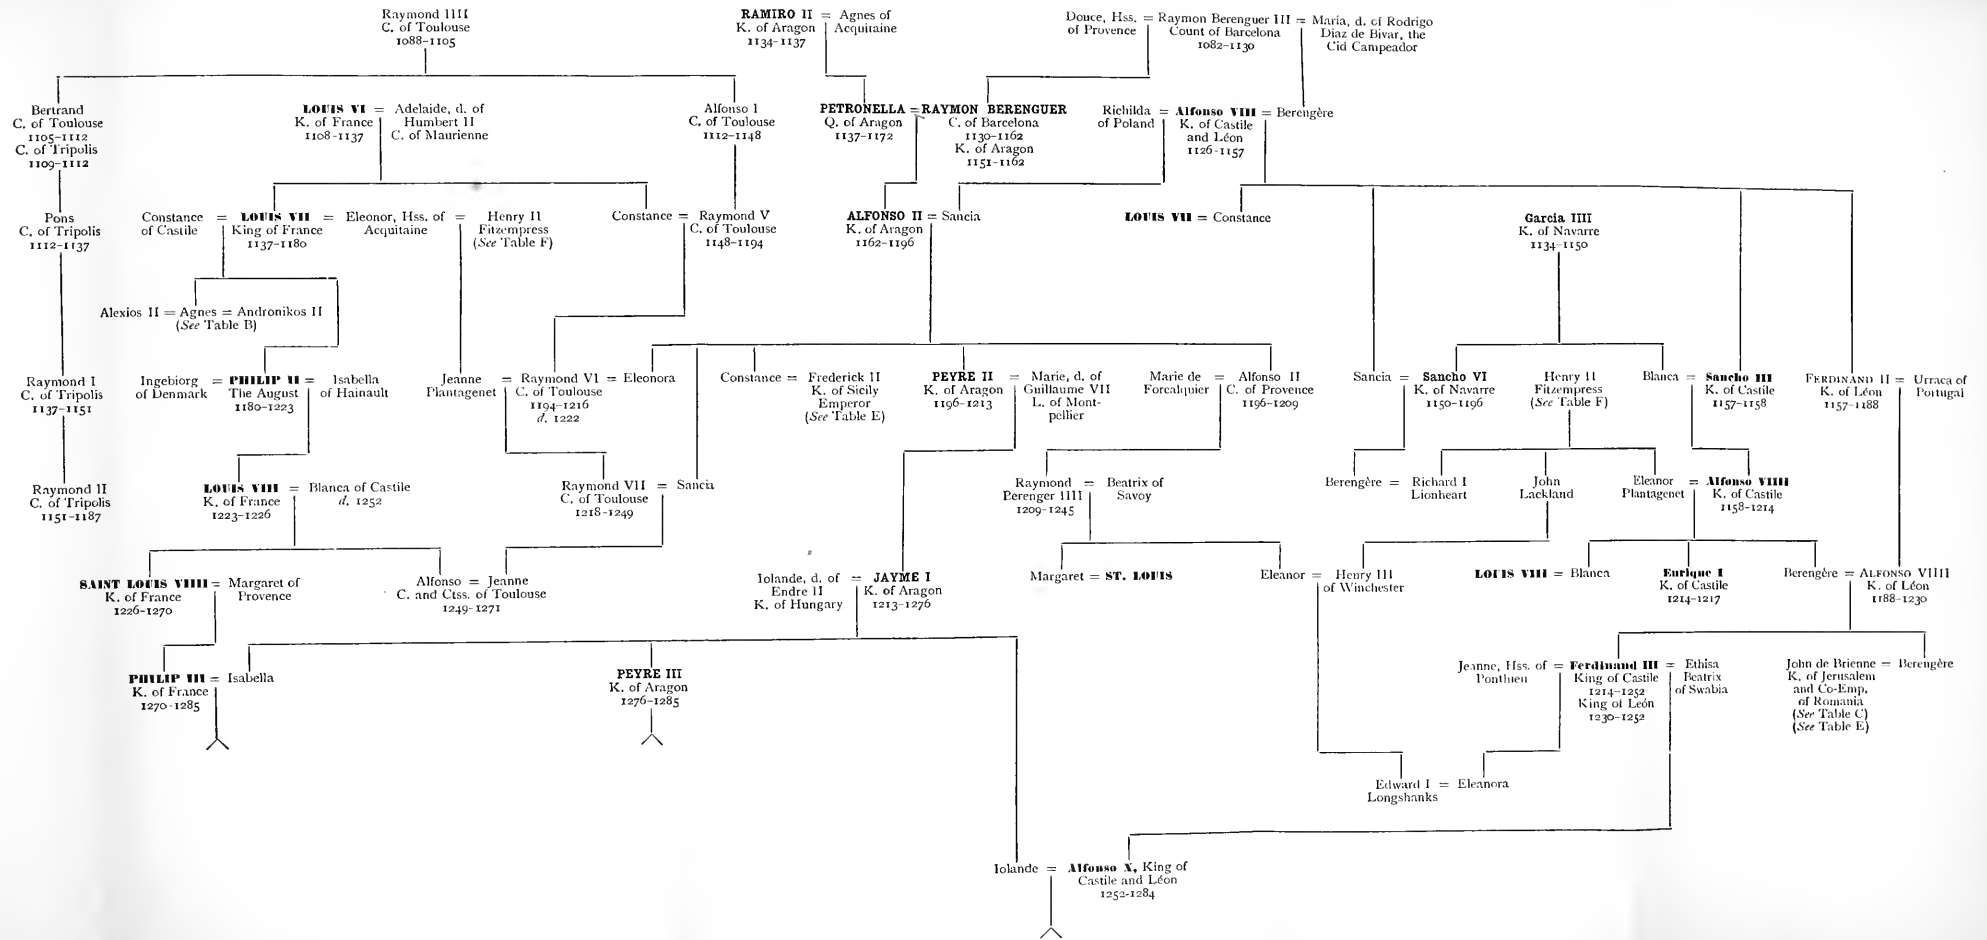 Raymond IIII
C. of Toulouse
1088-1105
RAMIRO II = Agnes of
K. of Aragon Acquitaine
1134-1137
Douce, Hss. = Raymon Berenguer III = Maria, d. of Rodrigo
of Provence Count of Barcelona Diaz de Bivar, the
1082-1130 Cid Campeador
Bertrand
C. of Toulouse
1105-1112
C. of Tripolis
1109-1112
LOUIS VI = Adelaide, d. of
K. of France Humbert II
1108-1137 C. of Maurienne
Alfonso I
C. of Toulouse
1112-1148
PETRONELLA = RAYMON BERENGUER
Q. of Aragon C. of Barcelona
1137-1172 1130-1162
K. of Aragon
1151-1162
Richilda = Alfonso VIII = Berengère
of Poland K. of Castile
and Léon
1126-1157
Pons
C. of Tripolis
1112-1137
Constance = LOUIS VII = Eleonor, Hss. of = Henry II
of Castile King of France Acquitaine Fitzempress
1137-1180 (See Table F)
Constance = Raymond V
C. of Toulouse
1148-1194
ALFONSO II = Sancia
K. of Aragon
1162-1196
LOUIS VII = Constance
Garcia IIII
K. of Navarre
1134-1150
Alexios II = Agnes = Andronikos II
(See Table B)
Raymond I
C. of Tripolis
1137-1151
Ingebiorg = PHILIP II = Isabella
of Denmark The August of Hainault
1180-1223
Jeanne = Raymond VI = Eleonora
Plantagenet C. of Toulouse
1194-1216
d. 1222
Constance = Frederick II
K. of Sicily
Emperor
(See Table E)
PEYRE II = Marie, d. of
K. of Aragon Guillaume VII
1196-1213 L. of Mont-
pellier
Marie de = Alfonso II
Forcalquier C. of Provence
1196-1209
Sancia = Sancho VI
K. of Navarre
1150-1196
Henry II
Fitzempress
(See Table F)
Blanca = Sancho III
K. of Castile
1157-1158
FERDINAND II = Urraca of
K. of Léon Portugal
1157-1188
Raymond II
C. of Tripolis
1151-1187
LOUIS VIII = Blanca of Castile
K. of France d. 1252
1223-1226
Raymond VII = Sancia
C. of Toulouse
1218-1249
Raymond = Beatrix of
Berenger IIII Savoy
1209-1245
Berengère = Richard I
Lionheart
John
Lackland
Eleanor = Alfonso VIIII
Plantagenet K. of Castile
1158-1214
SAINT LOUIS VIIII = Margaret of
K. of France Provence
1226-1270
Alfonso = Jeanne
C. and Ctss. of Toulouse
1249-1271
Iolande, d. of = JAYME I
Endre II K. of Aragon
K. of Hungary 1213-1276
Margaret = ST. LOUIS
Eleanor = Henry III
of Winchester
LOUIS VIII = Blanca
Enrique I
K. of Castile
1214-1217
Berengère = ALFONSO VIIII
K. of Léon
1188-1230
PHILIP III = Isabella
K. of France
1270-1285
PEYRE III
K. of Aragon
1276-1285
Jeanne, Hss. of = Ferdinand III = Ethisa
Ponthieu King of Castile Beatrix
1214-1252 of Swabia
King of León
1230-1252
John de Brienne = Berengère
K. of Jerusalem
and Co-Emp.
of Romania
(See Table C)
(See Table E)
Edward I = Eleanora
Longshanks
Iolande = Alfonso X, King of
Castile and Léon
1252-1284